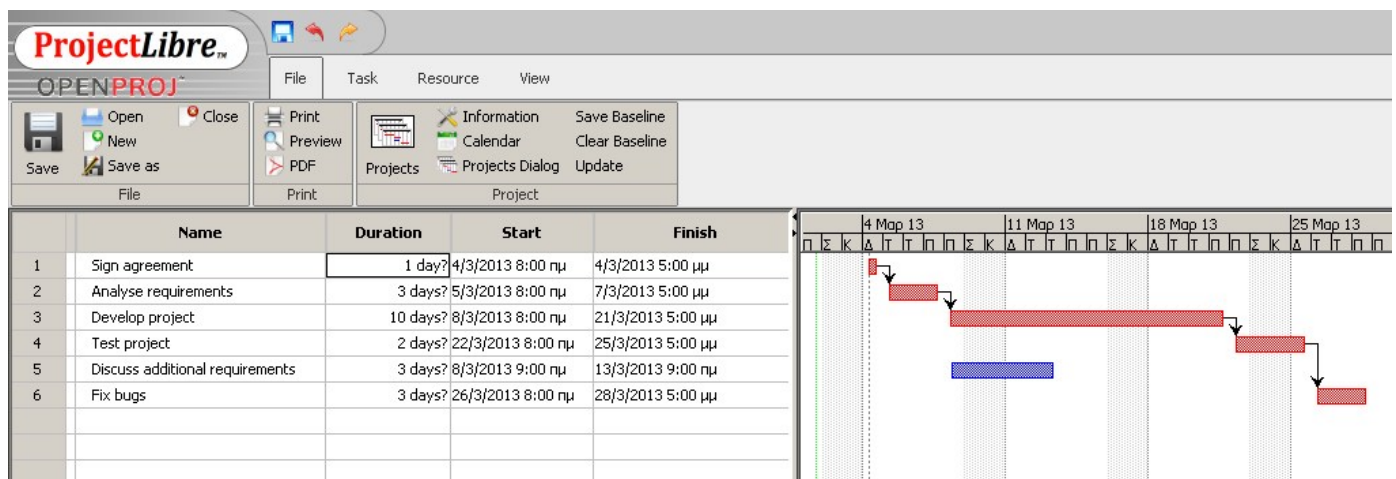 ProjectLibre™
OPENPROJ
File Task Resource View
Save
Open
New
Save as
Close
File
Print
Preview
PDF
Print
Projects
Information
Calendar
Projects Dialog
Save Baseline
Clear Baseline
Update
Project
Name Duration Start Finish
1 Sign agreement 1 day? 4/3/2013 8:00 πμ 4/3/2013 5:00 μμ
2 Analyse requirements 3 days? 5/3/2013 8:00 πμ 7/3/2013 5:00 μμ
3 Develop project 10 days? 8/3/2013 8:00 πμ 21/3/2013 5:00 μμ
4 Test project 2 days? 22/3/2013 8:00 πμ 25/3/2013 5:00 μμ
5 Discuss additional requirements 3 days? 8/3/2013 9:00 πμ 13/3/2013 9:00 πμ
6 Fix bugs 3 days? 26/3/2013 8:00 πμ 28/3/2013 5:00 μμ
4 Μαρ 13 11 Μαρ 13 18 Μαρ 13 25 Μαρ 13
Π Σ Κ Δ Τ Τ Π Π Σ Κ Δ Τ Τ Π Π Σ Κ Δ Τ Τ Π Π Σ Κ Δ Τ Τ Π Π